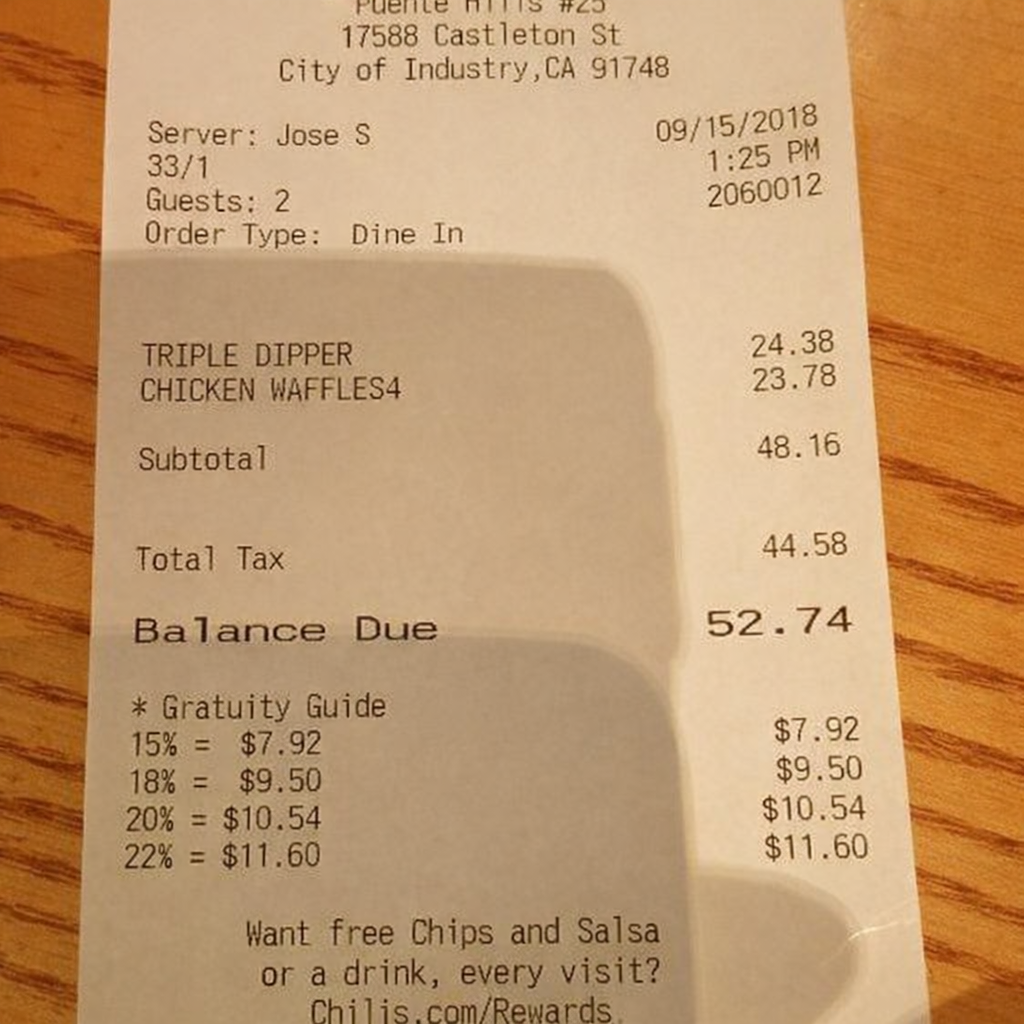 Puente Hills #25
17588 Castleton St
City of Industry,CA 91748
Server: Jose S 09/15/2018
33/1 1:25 PM
Guests: 2 2060012
Order Type: Dine In
TRIPLE DIPPER 24.38
CHICKEN WAFFLES4 23.78
Subtotal 48.16
Total Tax 44.58
Balance Due 52.74
* Gratuity Guide
15% = $7.92 $7.92
18% = $9.50 $9.50
20% = $10.54 $10.54
22% = $11.60 $11.60
Want free Chips and Salsa
or a drink, every visit?
Chilis.com/Rewards